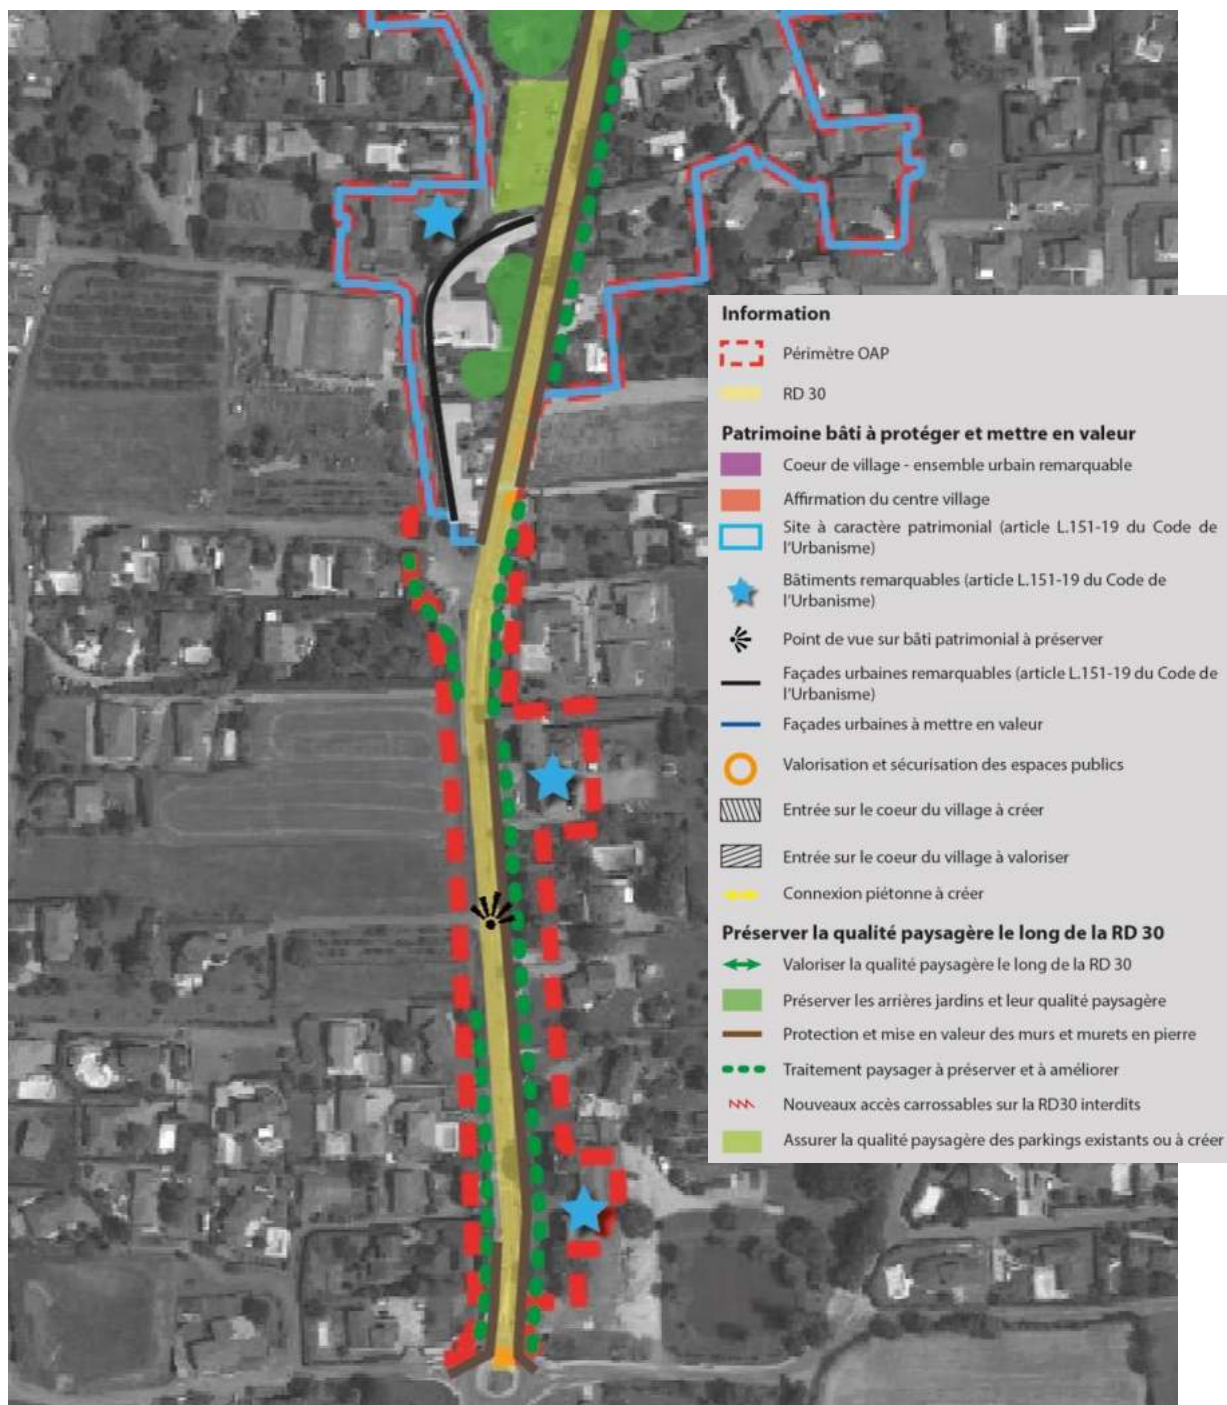 Information
Périmètre OAP
RD 30
Patrimoine bâti à protéger et mettre en valeur
Coeur de village - ensemble urbain remarquable
Affirmation du centre village
Site à caractère patrimonial (article L.151-19 du Code de
l'Urbanisme)
Bâtiments remarquables (article L.151-19 du Code de
l'Urbanisme)
Point de vue sur bâti patrimonial à préserver
Façades urbaines remarquables (article L.151-19 du Code de
l'Urbanisme)
Façades urbaines à mettre en valeur
Valorisation et sécurisation des espaces publics
Entrée sur le coeur du village à créer
Entrée sur le coeur du village à valoriser
Connexion piétonne à créer
Préserver la qualité paysagère le long de la RD 30
Valoriser la qualité paysagère le long de la RD 30
Préserver les arrières jardins et leur qualité paysagère
Protection et mise en valeur des murs et murets en pierre
Traitement paysager à préserver et à améliorer
Nouveaux accès carrossables sur la RD30 interdits
Assurer la qualité paysagère des parkings existants ou à créer